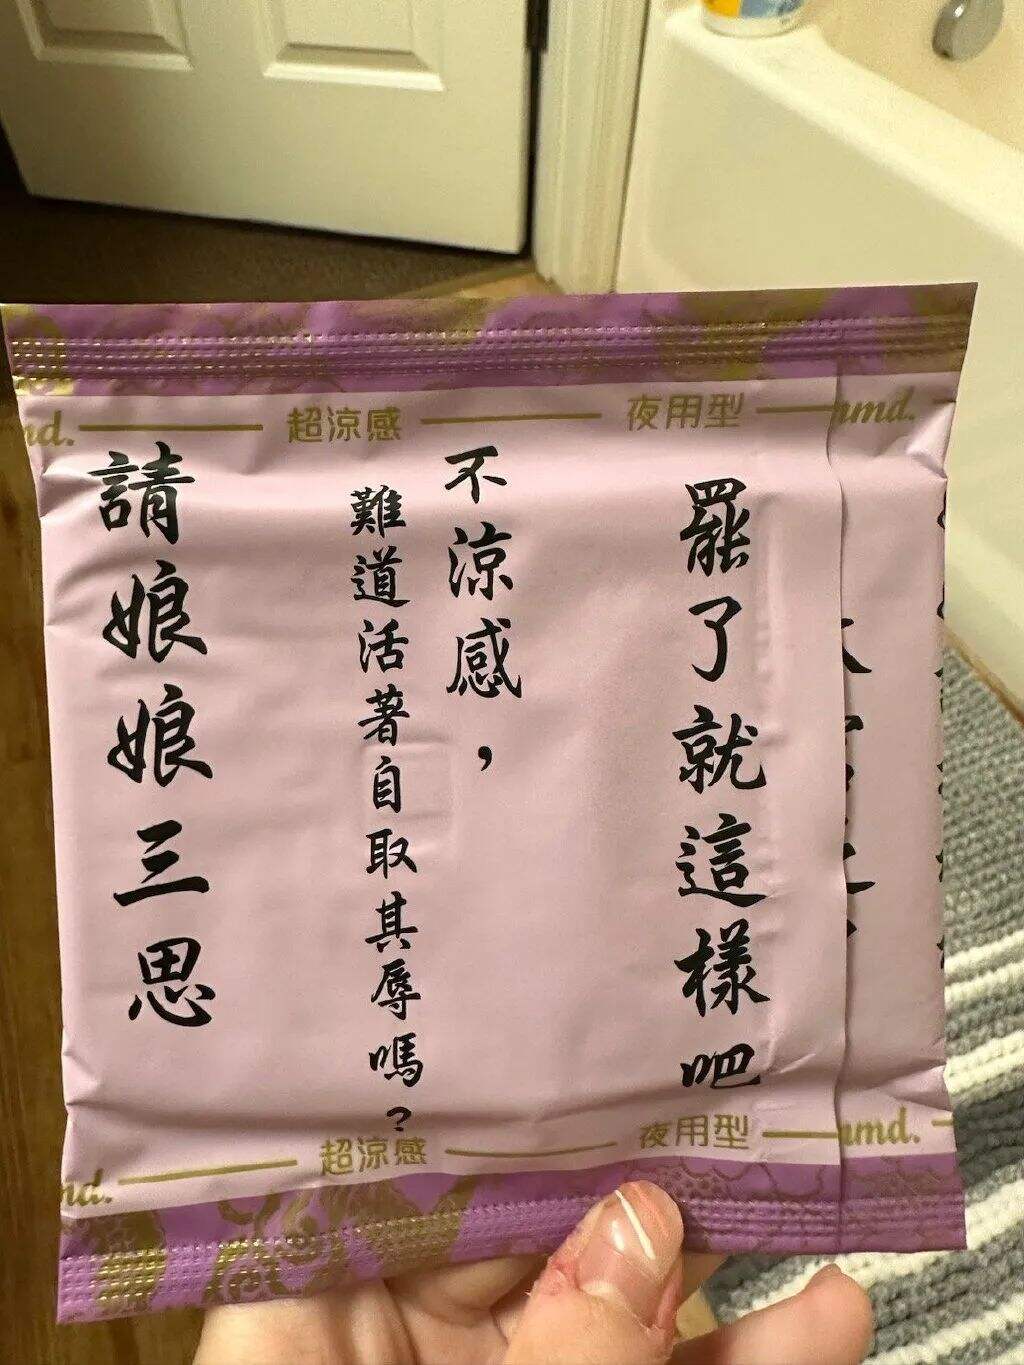 超涼感
夜用型
nmd.
罷了就這樣吧
不涼感，
難道活著自取其辱嗎？
請娘娘三思
超涼感
夜用型